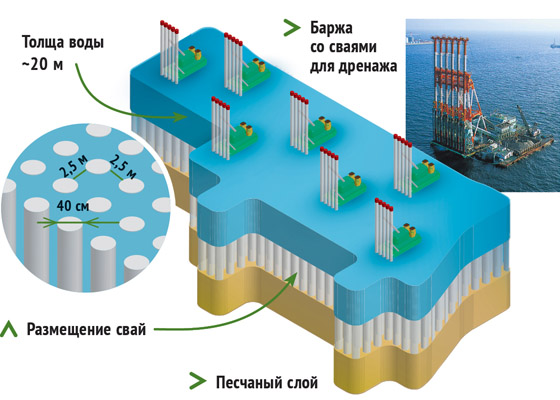 Толща воды
~20 м
Баржа
со сваями
для дренажа
2,5 м
2,5 м
40 см
Размещение свай
Песчаный слой